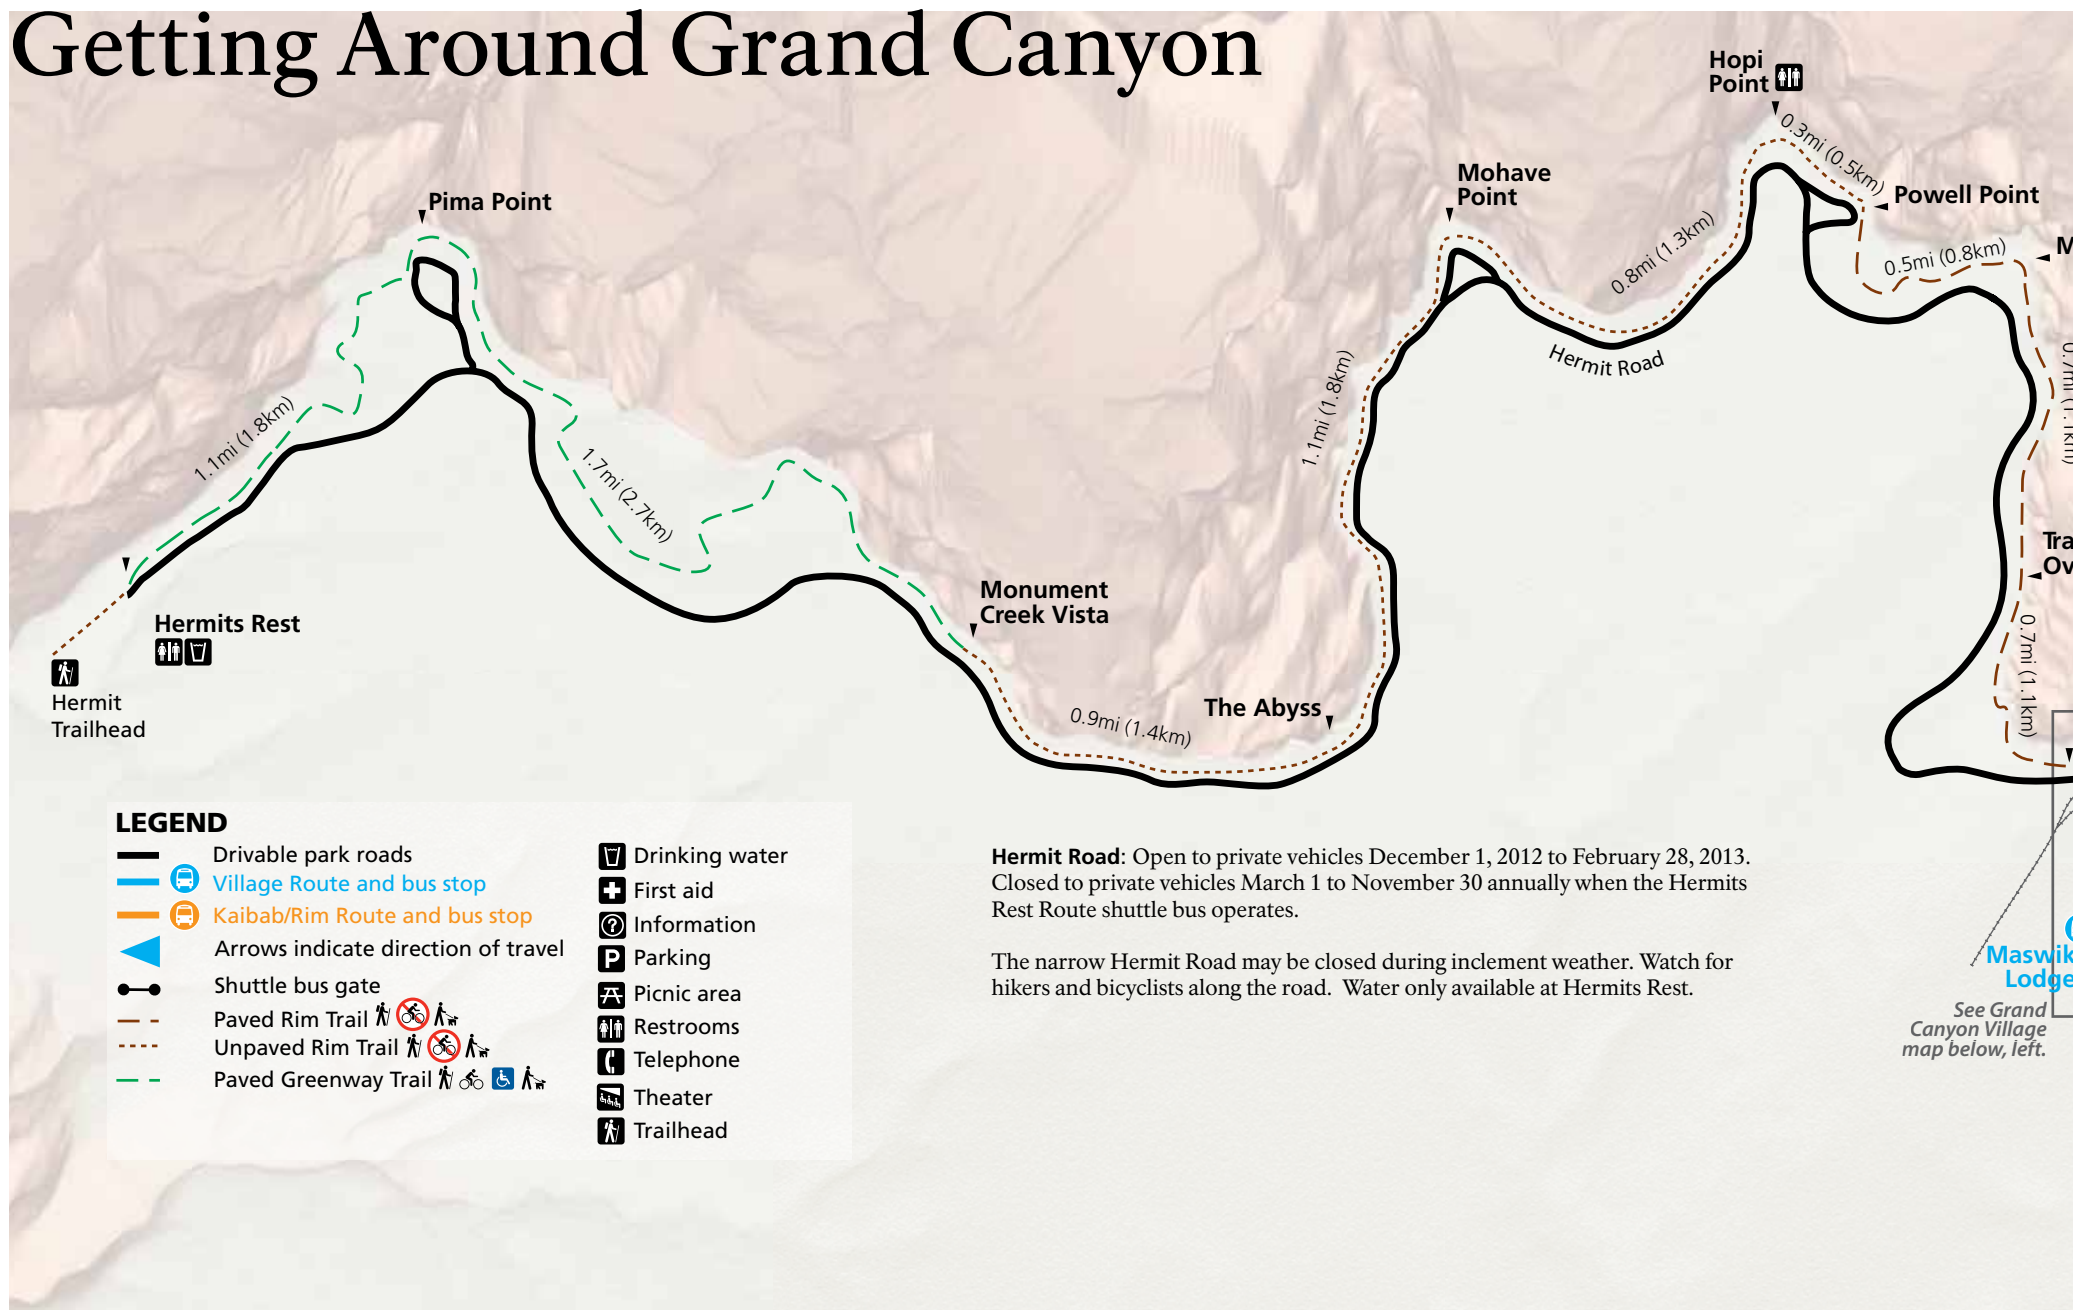 Getting Around Grand Canyon
Hopi
Point
0.3mi (0.5km)
Mohave
Point
Powell Point
Pima Point
0.8mi (1.3km)
0.5mi (0.8km)
M
Hermit Road
0.7mi (1.1km)
1.1mi (1.8km)
1.1mi (1.8km)
1.7mi (2.7km)
Tra
Ov
Monument
Creek Vista
Hermits Rest
0.7mi (1.1km)
Hermit
Trailhead
The Abyss
0.9mi (1.4km)
LEGEND
Drivable park roads
Village Route and bus stop
Kaibab/Rim Route and bus stop
Arrows indicate direction of travel
Shuttle bus gate
Paved Rim Trail
Unpaved Rim Trail
Paved Greenway Trail
Drinking water
First aid
Information
P Parking
Picnic area
Restrooms
Telephone
Theater
Trailhead
Hermit Road: Open to private vehicles December 1, 2012 to February 28, 2013.
Closed to private vehicles March 1 to November 30 annually when the Hermits
Rest Route shuttle bus operates.
The narrow Hermit Road may be closed during inclement weather. Watch for
hikers and bicyclists along the road. Water only available at Hermits Rest.
Maswik
Lodge
See Grand
Canyon Village
map below, left.